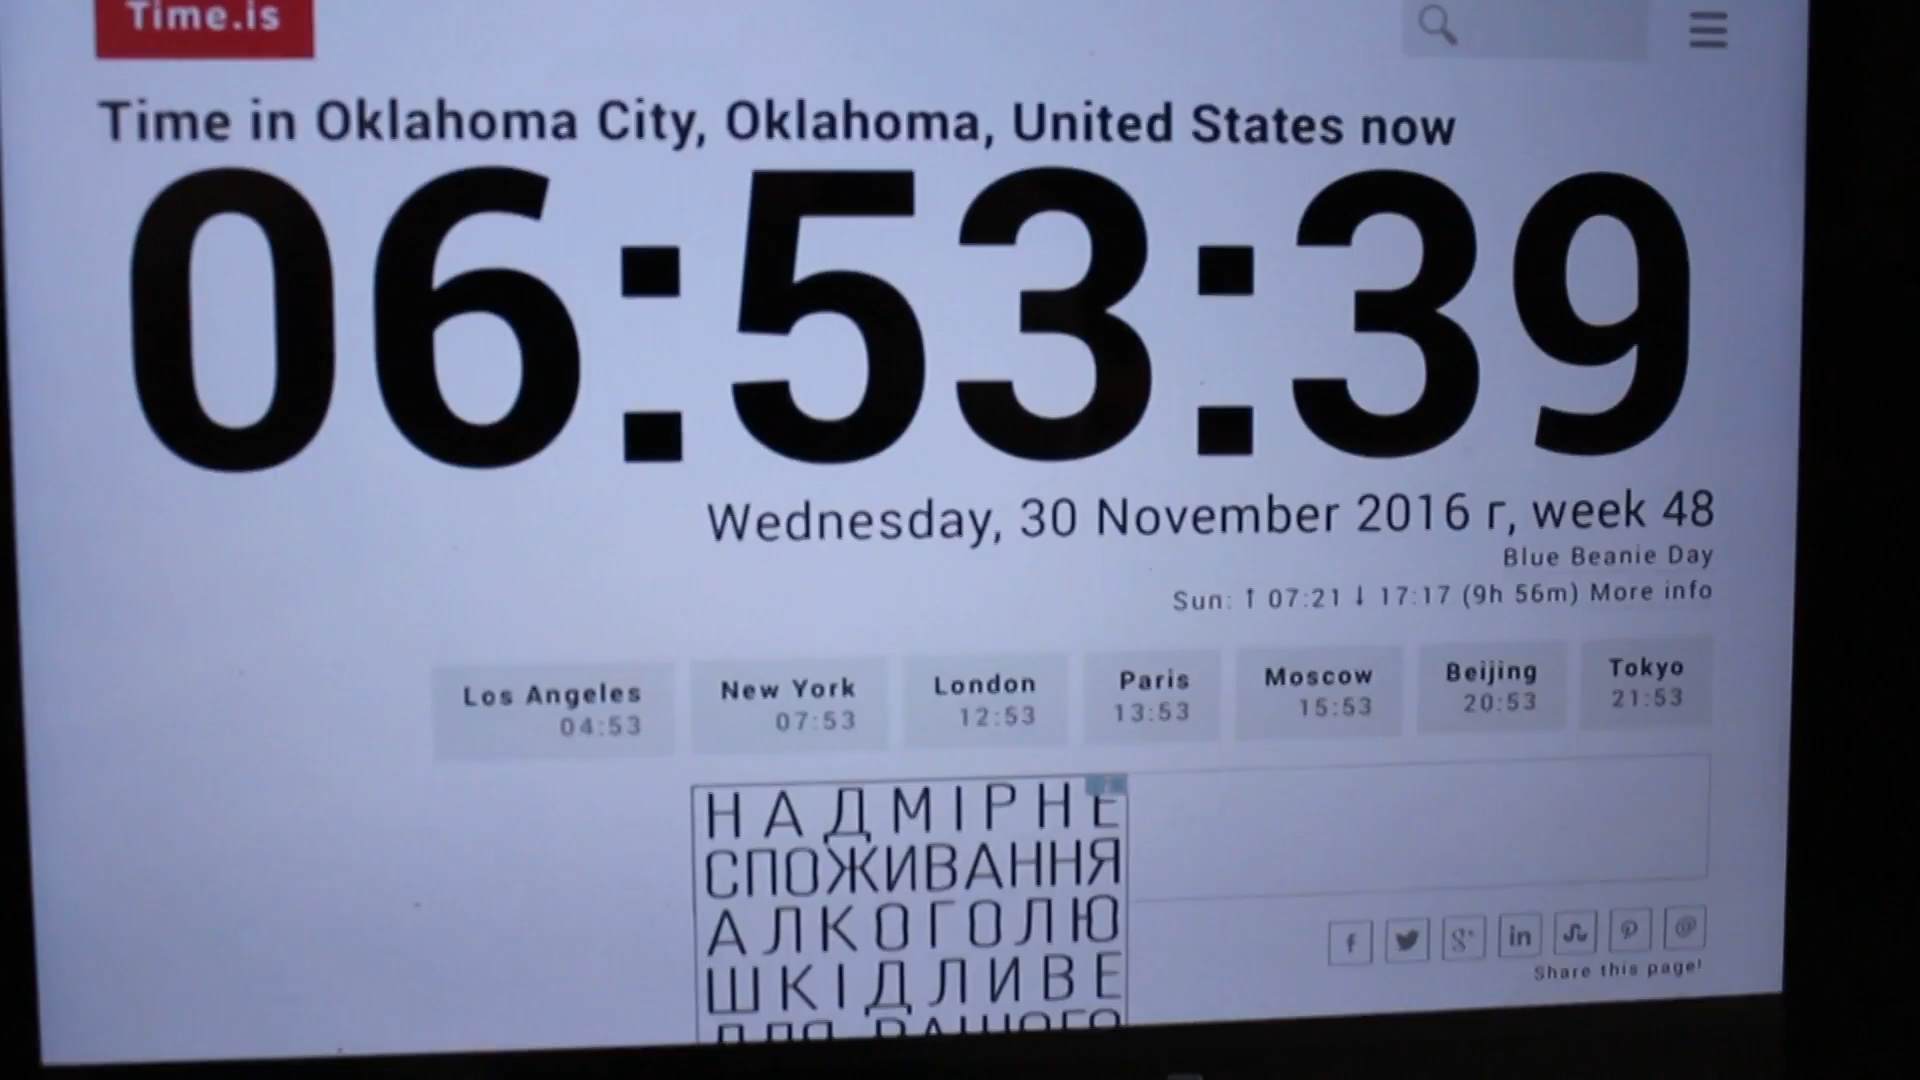 Time.is
Time in Oklahoma City, Oklahoma, United States now
06:53:39
Wednesday, 30 November 2016 г, week 48
Blue Beanie Day
Sun: ↑ 07:21 ↓ 17:17 (9h 56m) More info
Los Angeles New York London Paris Moscow Beijing Tokyo
04:53 07:53 12:53 13:53 15:53 20:53 21:53
НАДМІРНЕ
СПОЖИВАННЯ
АЛКОГОЛЮ
ШКІДЛИВЕ
ДЛЯ ВАШОГО
Share this page!